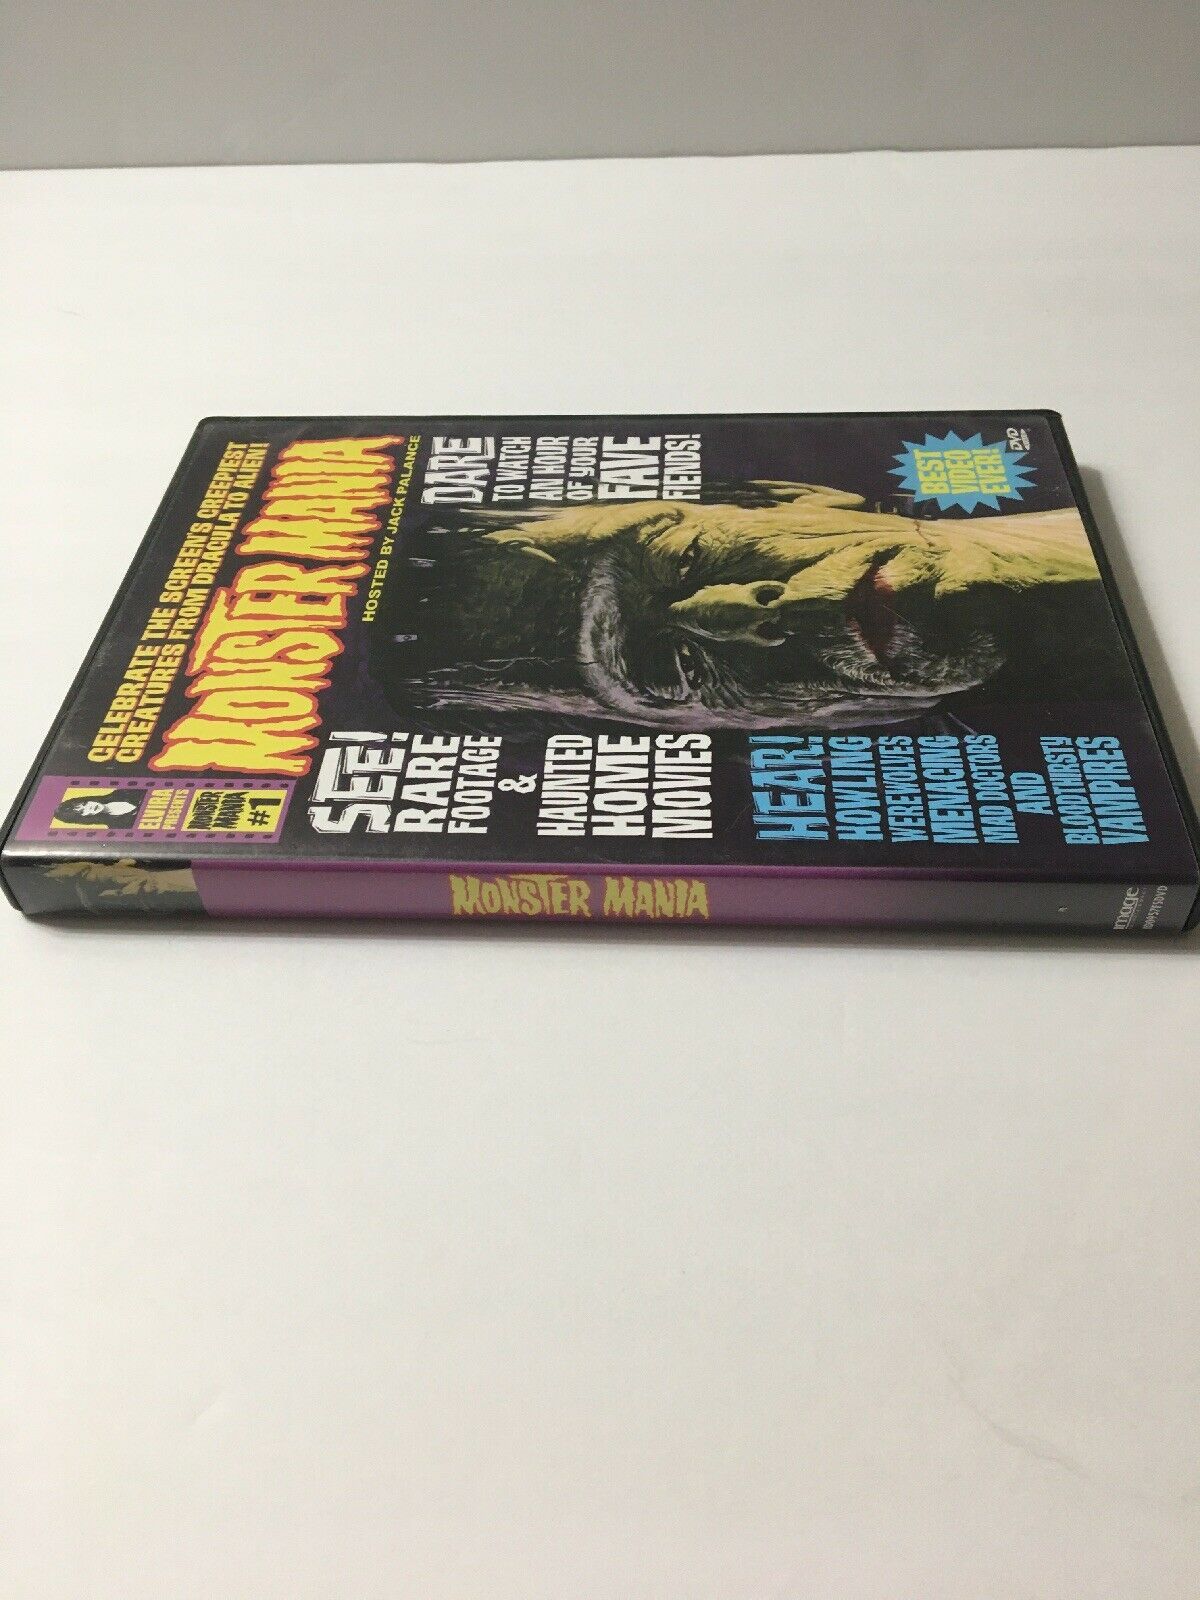 CELEBRATE THE SCREEN'S CREEPIEST
CREATURES FROM DRACULA TO ALIEN!
ELVIRA
PRESENTS
MONSTER
MANIA
#1
MONSTER MANIA
HOSTED BY JACK PALANCE
SEE!
RARE
FOOTAGE
&
HAUNTED
HOME
MOVIES
DARE
TO WATCH
AN HOUR
OF YOUR
FAVE
FIENDS!
HEAR!
HOWLING
WEREWOLVES
MENACING
MAD DOCTORS
AND
BLOODTHIRSTY
VAMPIRES
BEST
VIDEO
EVER!
DVD
MONSTER MANIA
image